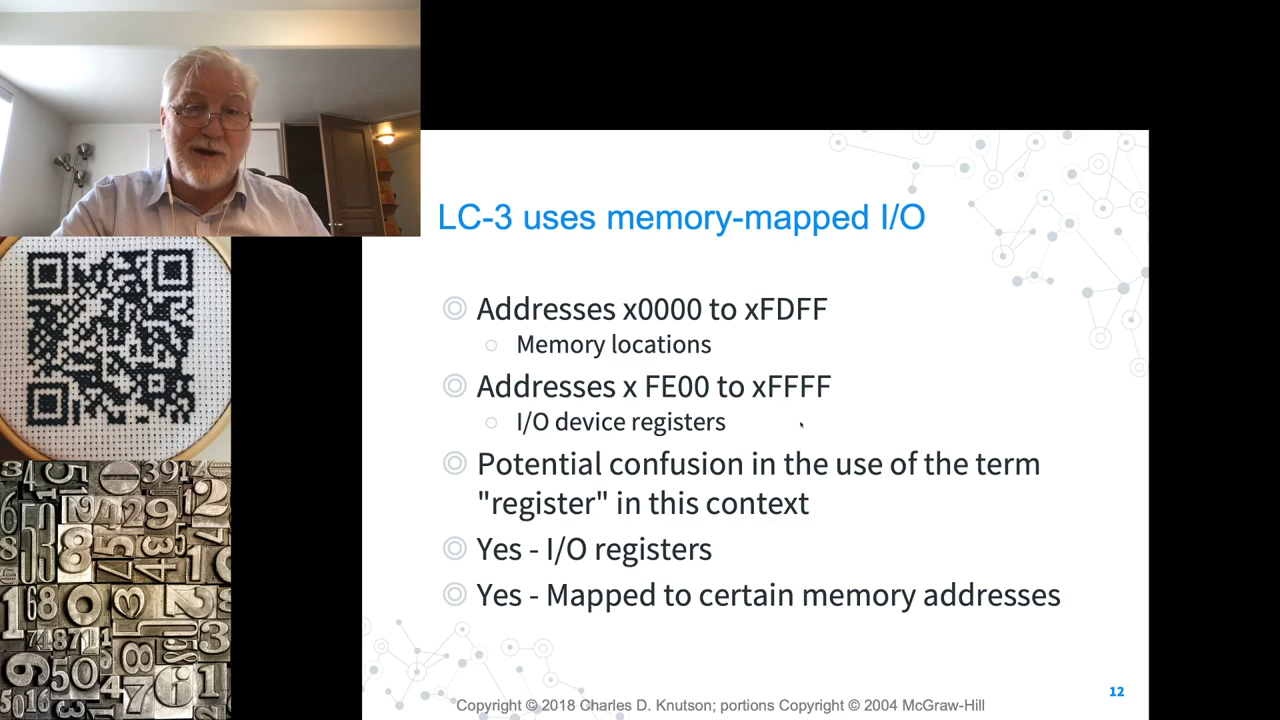 LC-3 uses memory-mapped I/O
Addresses x0000 to xFDFF
Memory locations
Addresses x FE00 to xFFFF
I/O device registers
Potential confusion in the use of the term
"register" in this context
Yes - I/O registers
Yes - Mapped to certain memory addresses
12
Copyright © 2018 Charles D. Knutson; portions Copyright © 2004 McGraw-Hill